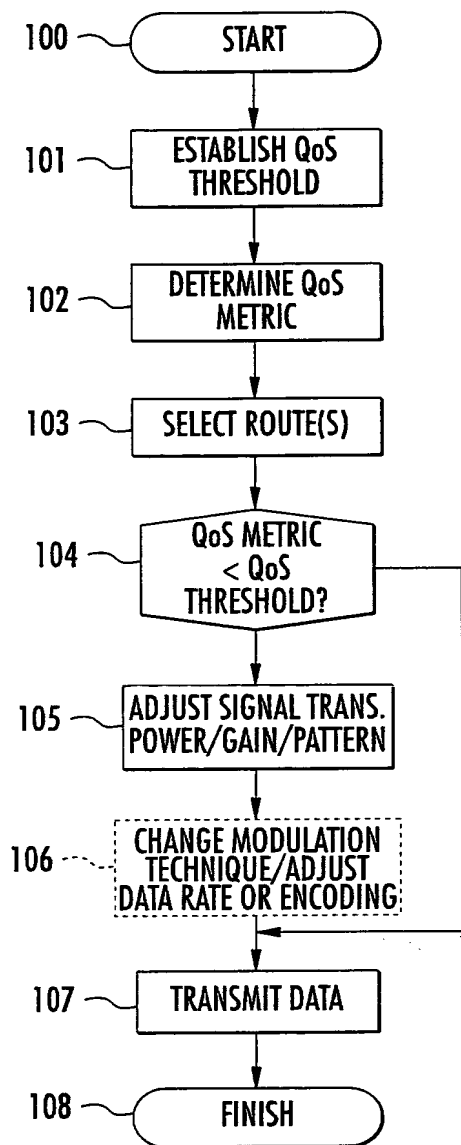 100
START
101
ESTABLISH QoS
THRESHOLD
102
DETERMINE QoS
METRIC
103
SELECT ROUTE(S)
104
QoS METRIC
< QoS
THRESHOLD?
105
ADJUST SIGNAL TRANS.
POWER/GAIN/PATTERN
106
CHANGE MODULATION
TECHNIQUE/ADJUST
DATA RATE OR ENCODING
107
TRANSMIT DATA
108
FINISH